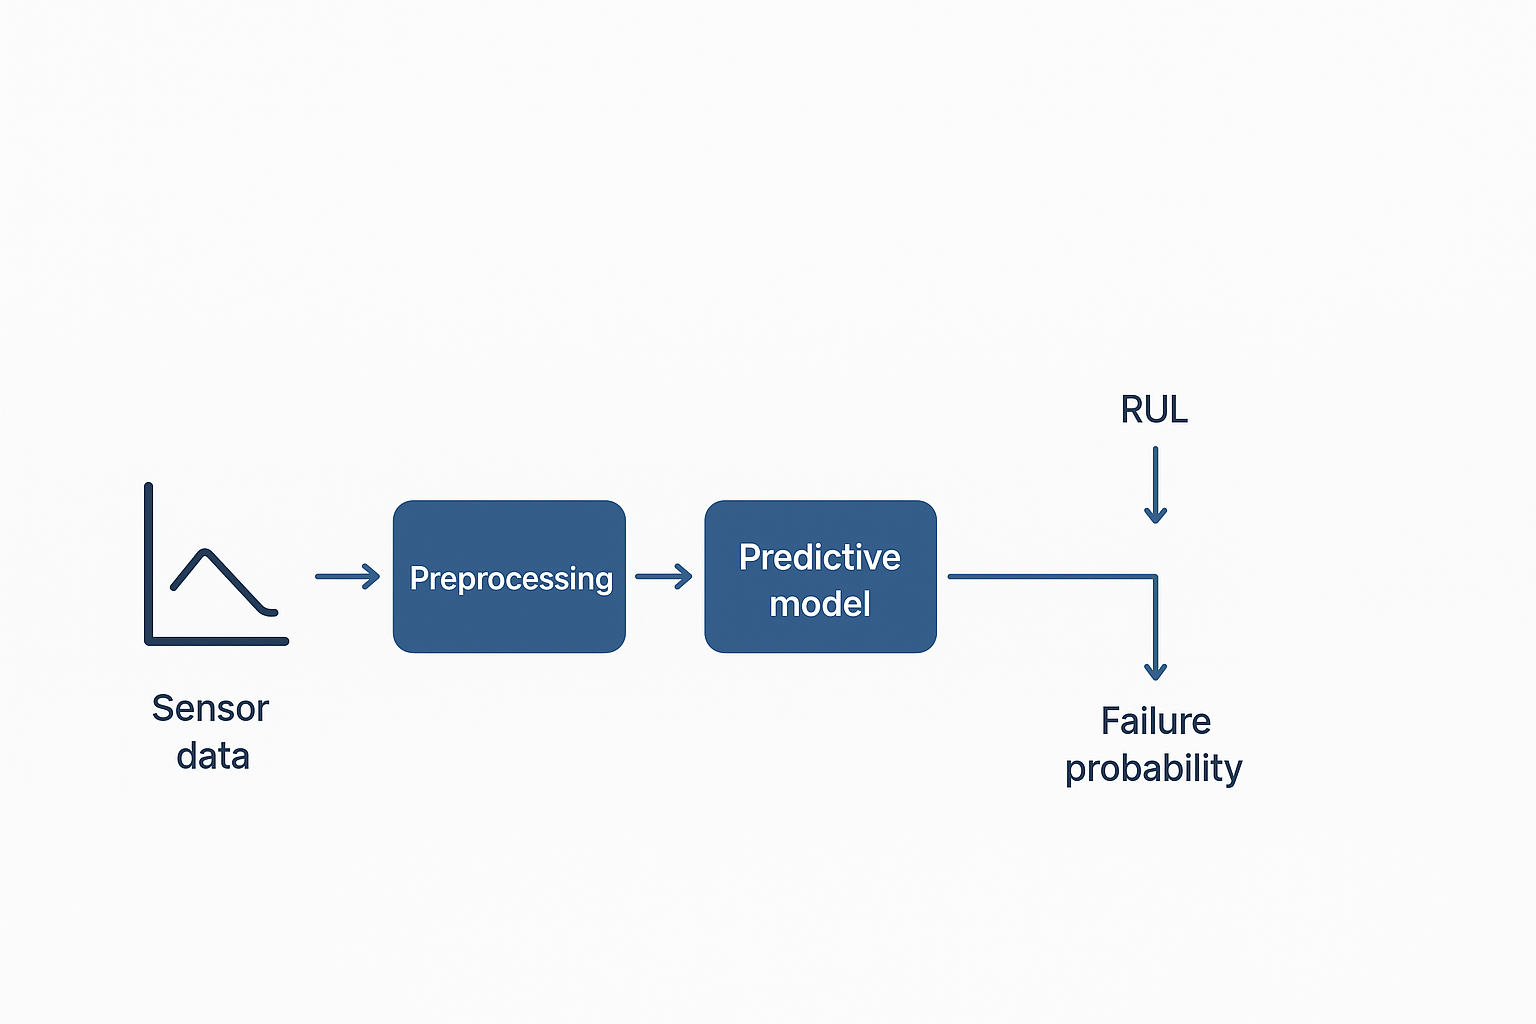 Sensor
data
Preprocessing
Predictive
model
RUL
Failure
probability